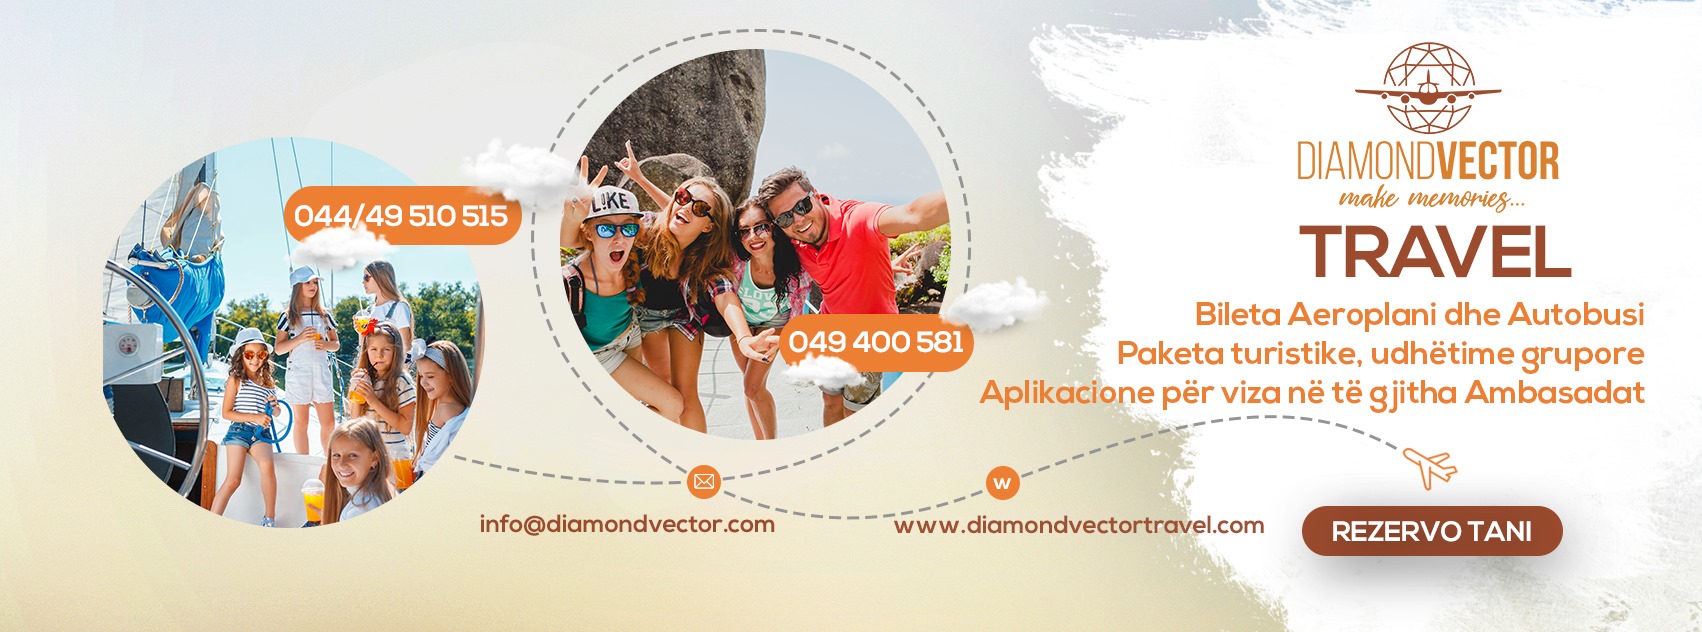 044/49 510 515
L!KE
LOVE
049 400 581
DIAMONDVECTOR
make memories...
TRAVEL
Bileta Aeroplani dhe Autobusi
Paketa turistike, udhëtime grupore
Aplikacione për viza në të gjitha Ambasadat
w
info@diamondvector.com
www.diamondvectortravel.com
REZERVO TANI